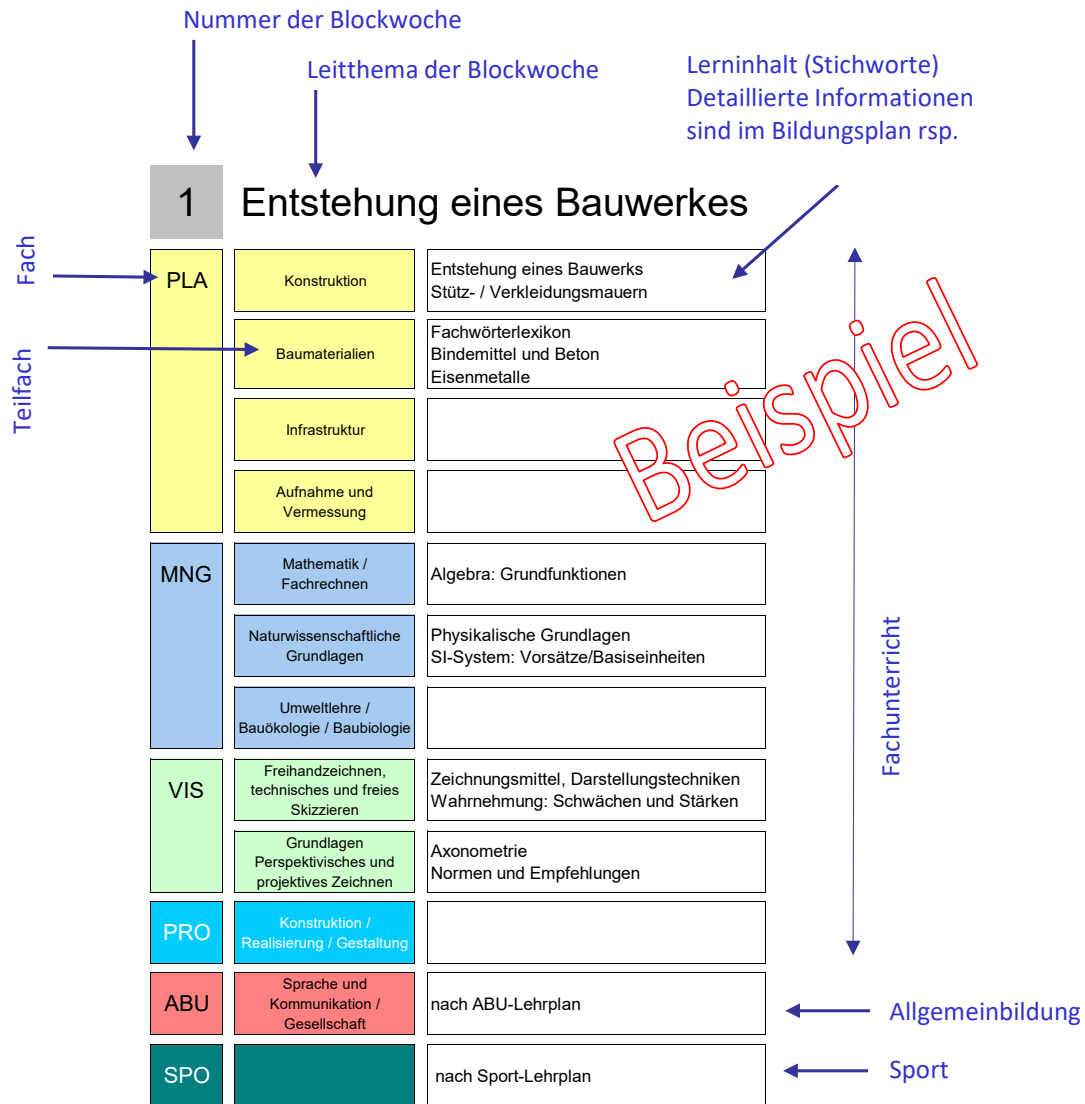 Nummer der Blockwoche
Leitthema der Blockwoche
Lerninhalt (Stichworte)
Detaillierte Informationen
sind im Bildungsplan rsp.
1 Entstehung eines Bauwerkes
Fach
Teilfach
PLA
Konstruktion
Entstehung eines Bauwerks
Stütz- / Verkleidungsmauern
Baumaterialien
Fachwörterlexikon
Bindemittel und Beton
Eisenmetalle
Infrastruktur
Aufnahme und
Vermessung
Beispiel
MNG
Mathematik /
Fachrechnen
Algebra: Grundfunktionen
Naturwissenschaftliche
Grundlagen
Physikalische Grundlagen
SI-System: Vorsätze/Basiseinheiten
Umweltlehre /
Bauökologie / Baubiologie
Fachunterricht
VIS
Freihandzeichnen,
technisches und freies
Skizzieren
Zeichnungsmittel, Darstellungstechniken
Wahrnehmung: Schwächen und Stärken
Grundlagen
Perspektivisches und
projektives Zeichnen
Axonometrie
Normen und Empfehlungen
PRO
Konstruktion /
Realisierung / Gestaltung
ABU
Sprache und
Kommunikation /
Gesellschaft
nach ABU-Lehrplan
Allgemeinbildung
SPO
nach Sport-Lehrplan
Sport